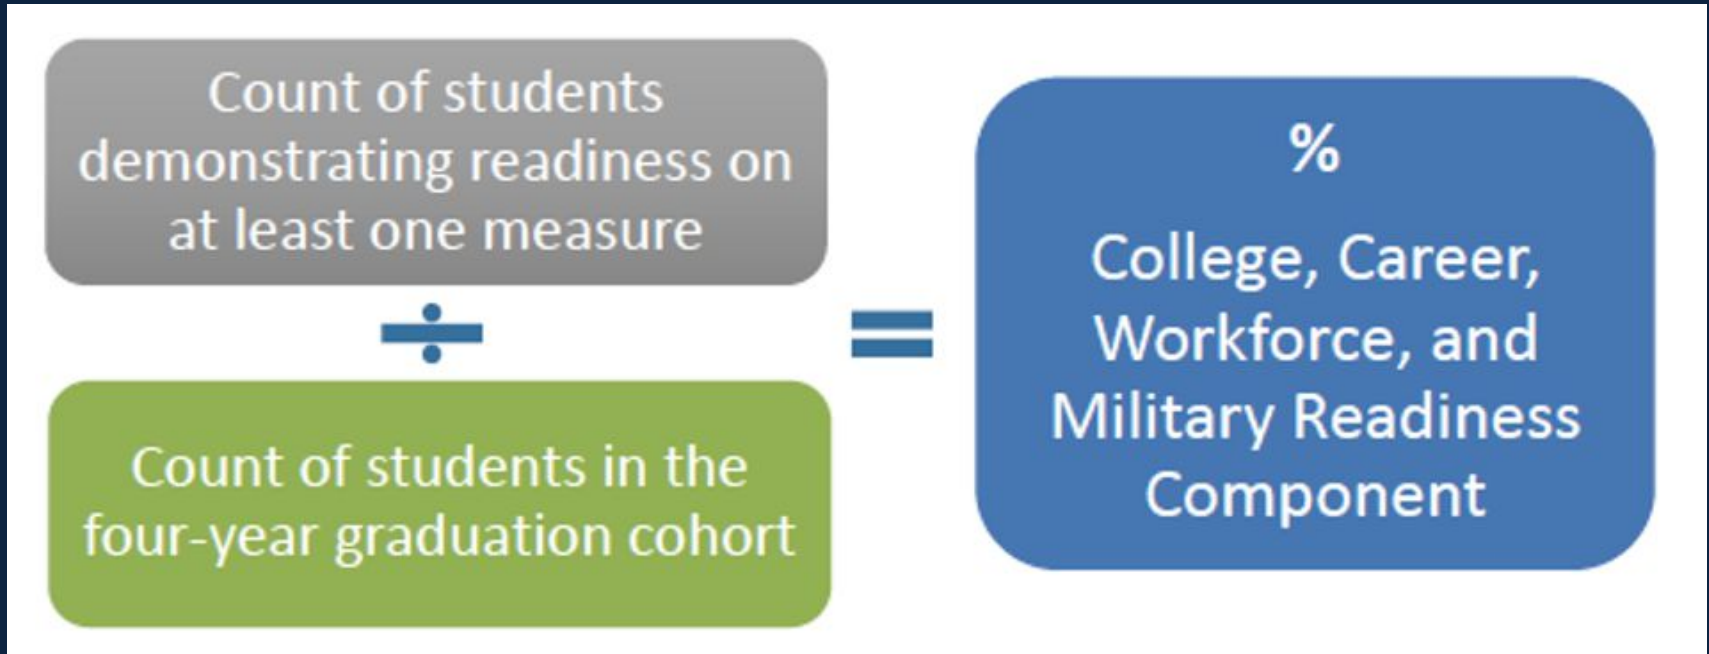 Count of students
demonstrating readiness on
at least one measure
÷
Count of students in the
four-year graduation cohort
=
%
College, Career,
Workforce, and
Military Readiness
Component